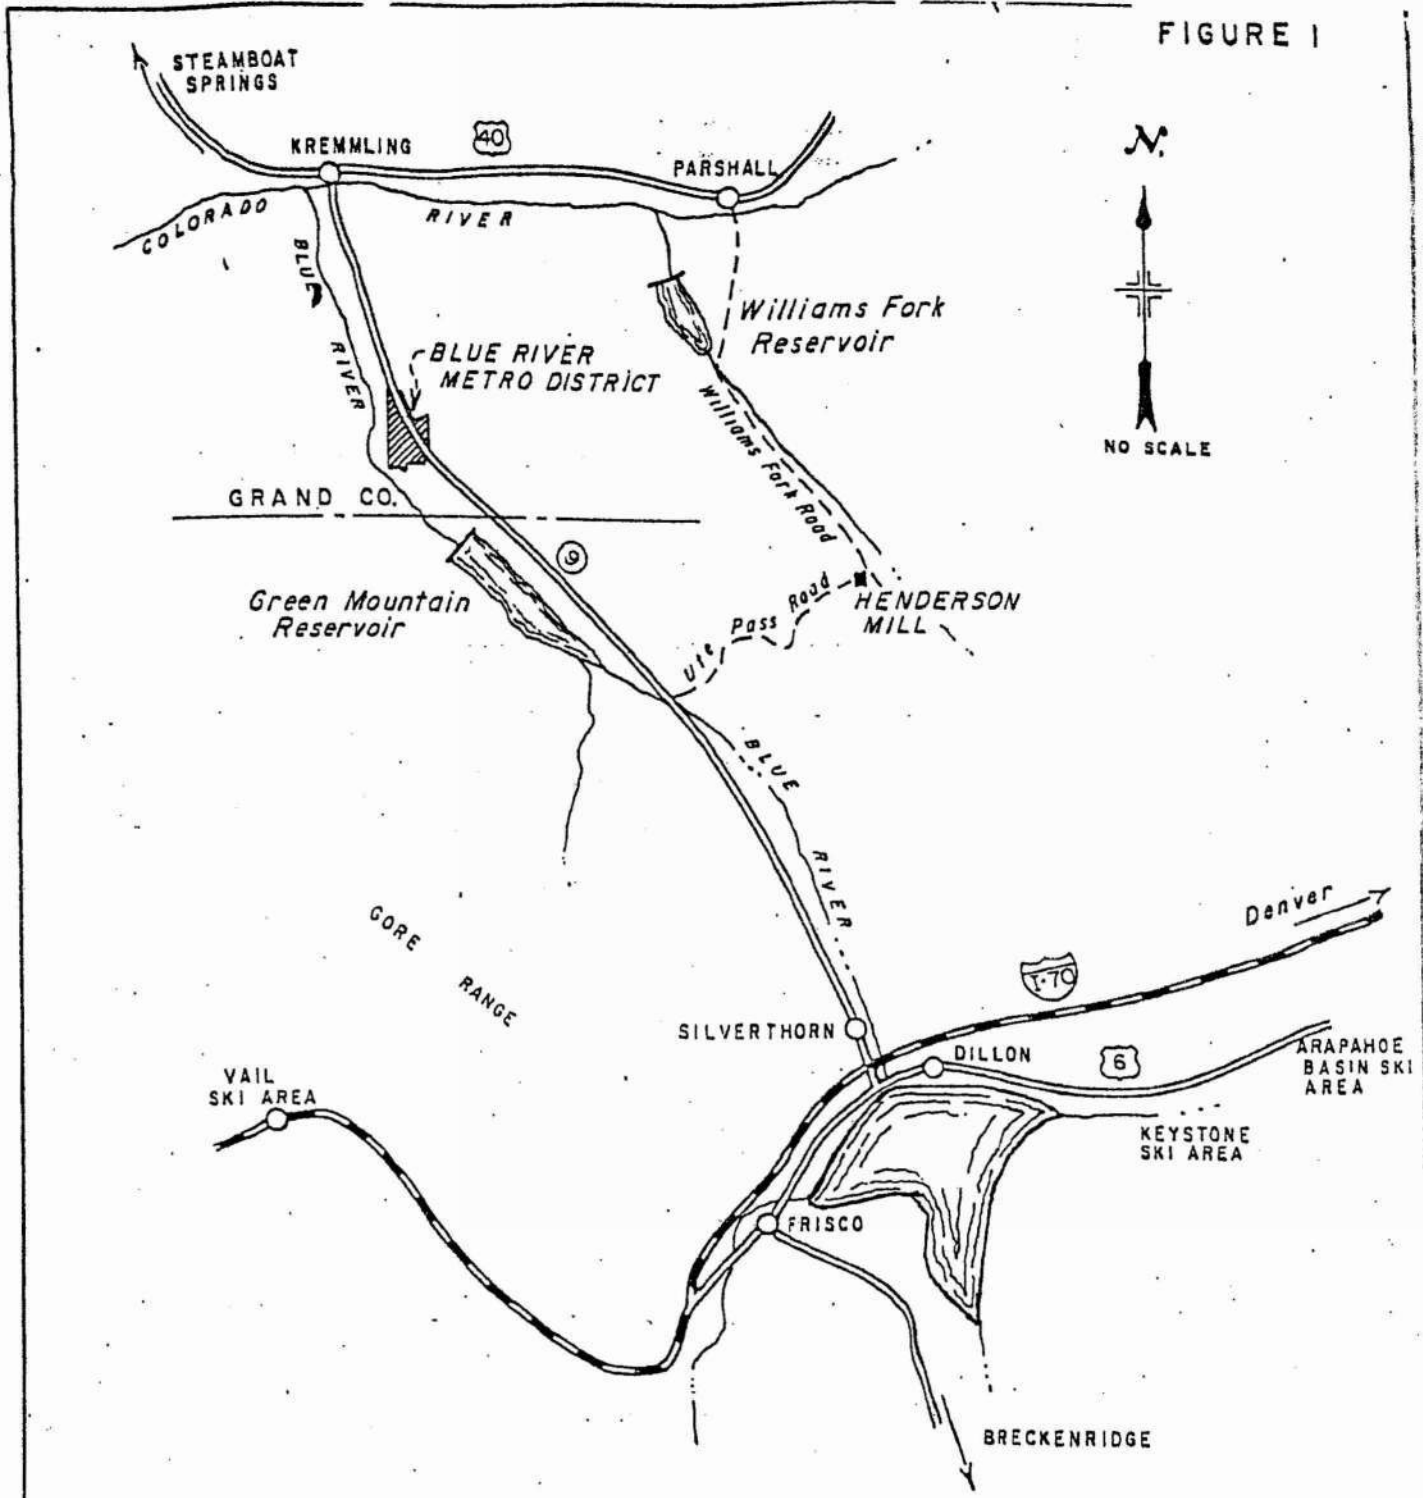 FIGURE 1
STEAMBOAT
SPRINGS
KREMMLING
40
PARSHALL
N.
COLORADO
RIVER
BLUE
RIVER
Williams Fork
Reservoir
BLUE RIVER
METRO DISTRICT
Williams Fork Road
NO SCALE
GRAND CO.
9
Green Mountain
Reservoir
Ute Pass Road
HENDERSON
MILL
BLUE
RIVER
GORE
RANGE
Denver
I-70
SILVERTHORN
DILLON
6
ARAPAHOE
BASIN SKI
AREA
VAIL
SKI AREA
KEYSTONE
SKI AREA
FRISCO
BRECKENRIDGE